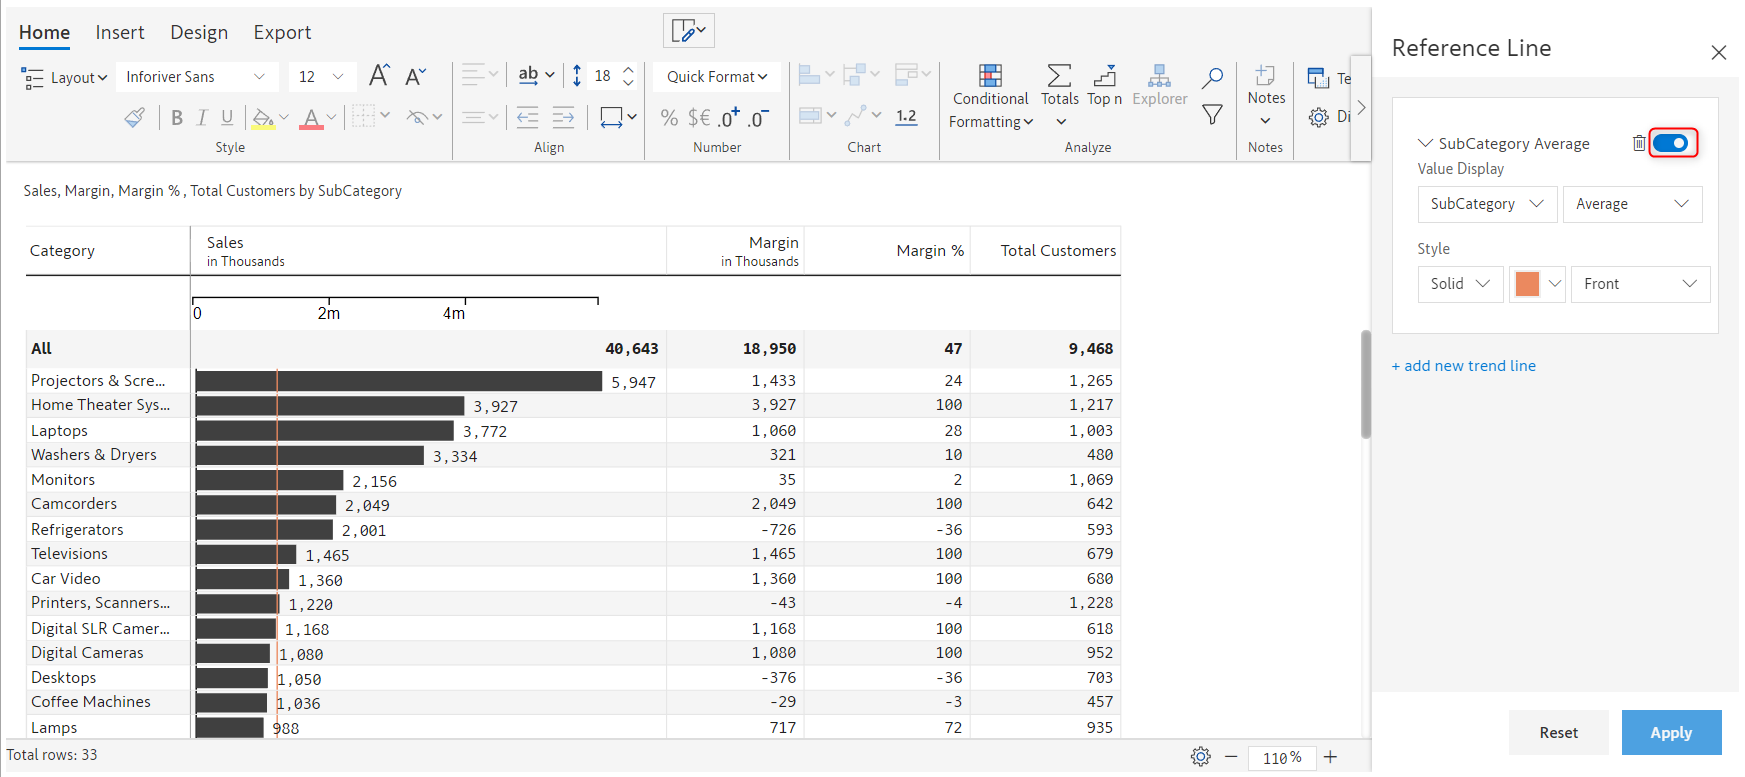 Home Insert Design Export
Layout Inforiver Sans 12 A A ab 18 Quick Format Conditional Formatting Totals Top n Explorer Notes Te
B I U A % $€ .0+ .0- 1.2 Di
Style Align Number Chart Analyze Notes
Sales, Margin, Margin % , Total Customers by SubCategory
Category Sales in Thousands Margin in Thousands Margin % Total Customers
0 2m 4m
All 40,643 18,950 47 9,468
Projectors & Scre... 5,947 1,433 24 1,265
Home Theater Sys... 3,927 3,927 100 1,217
Laptops 3,772 1,060 28 1,003
Washers & Dryers 3,334 321 10 480
Monitors 2,156 35 2 1,069
Camcorders 2,049 2,049 100 642
Refrigerators 2,001 -726 -36 593
Televisions 1,465 1,465 100 679
Car Video 1,360 1,360 100 680
Printers, Scanners... 1,220 -43 -4 1,228
Digital SLR Camer... 1,168 1,168 100 618
Digital Cameras 1,080 1,080 100 952
Desktops 1,050 -376 -36 703
Coffee Machines 1,036 -29 -3 457
Lamps 988 717 72 935
Total rows: 33 110 %
Reference Line
SubCategory Average
Value Display
SubCategory Average
Style
Solid Front
+ add new trend line
Reset Apply